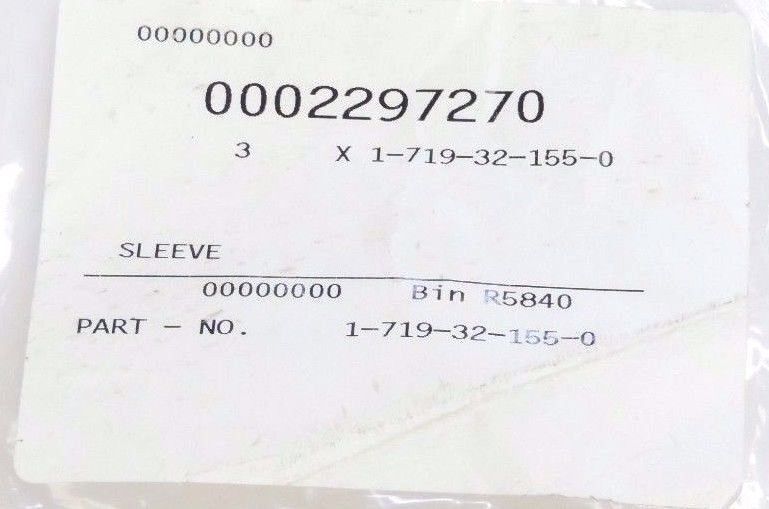 00000000
0002297270
3 X 1-719-32-155-0
SLEEVE
00000000 Bin R5840
PART - NO. 1-719-32-155-0